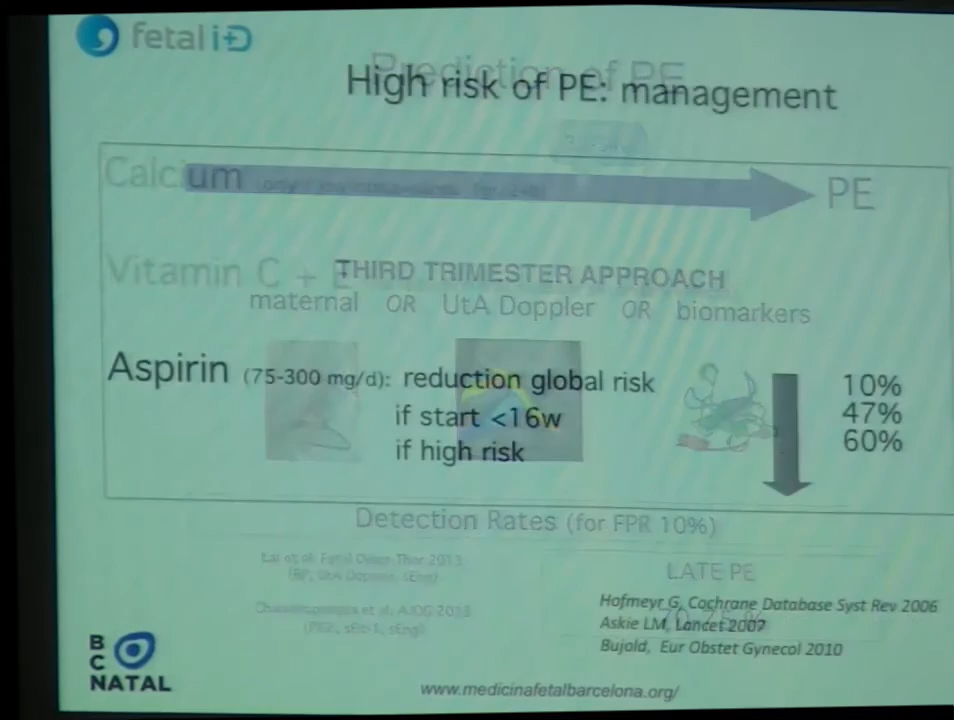 fetal i+D
Prediction of PE
High risk of PE: management
Calcium
PE
Vitamin C +
THIRD TRIMESTER APPROACH
maternal OR UtA Doppler OR biomarkers
Aspirin (75-300 mg/d): reduction global risk 10%
if start <16w 47%
if high risk 60%
Detection Rates (for FPR 10%)
LATE PE
Hofmeyr G, Cochrane Database Syst Rev 2006
Askie LM, Lancet 2007
Bujold, Eur Obstet Gynecol 2010
BC
NATAL
www.medicinafetalbarcelona.org/